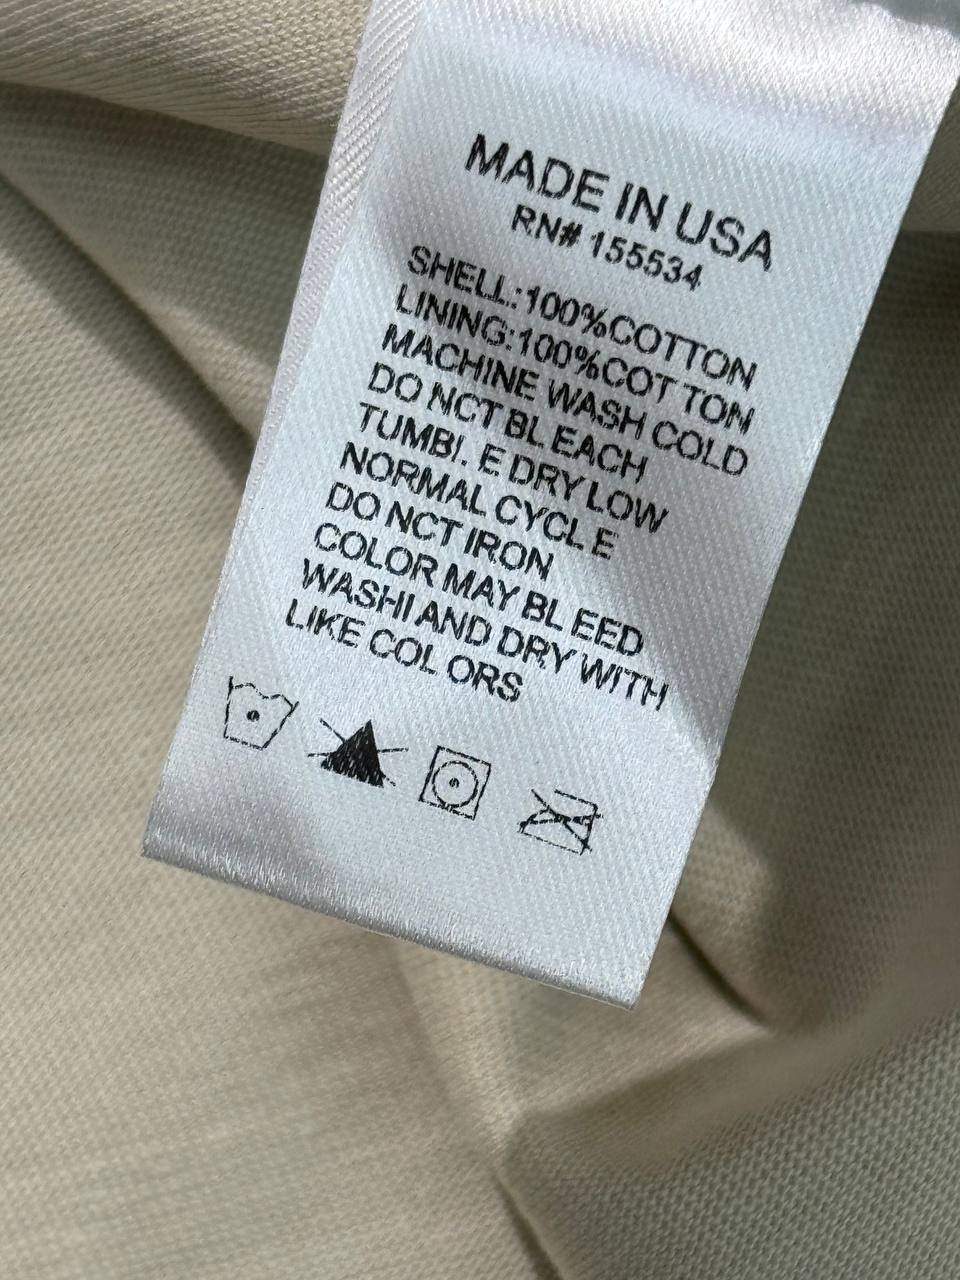 MADE IN USA
RN# 155534
SHELL:100%COTTON
LINING:100%COT TON
MACHINE WASH COLD
DO NCT BL EACH
TUMBL E DRY LOW
NORMAL CYCL E
DO NCT IRON
COLOR MAY BL EED
WASHI AND DRY WITH
LIKE COL ORS